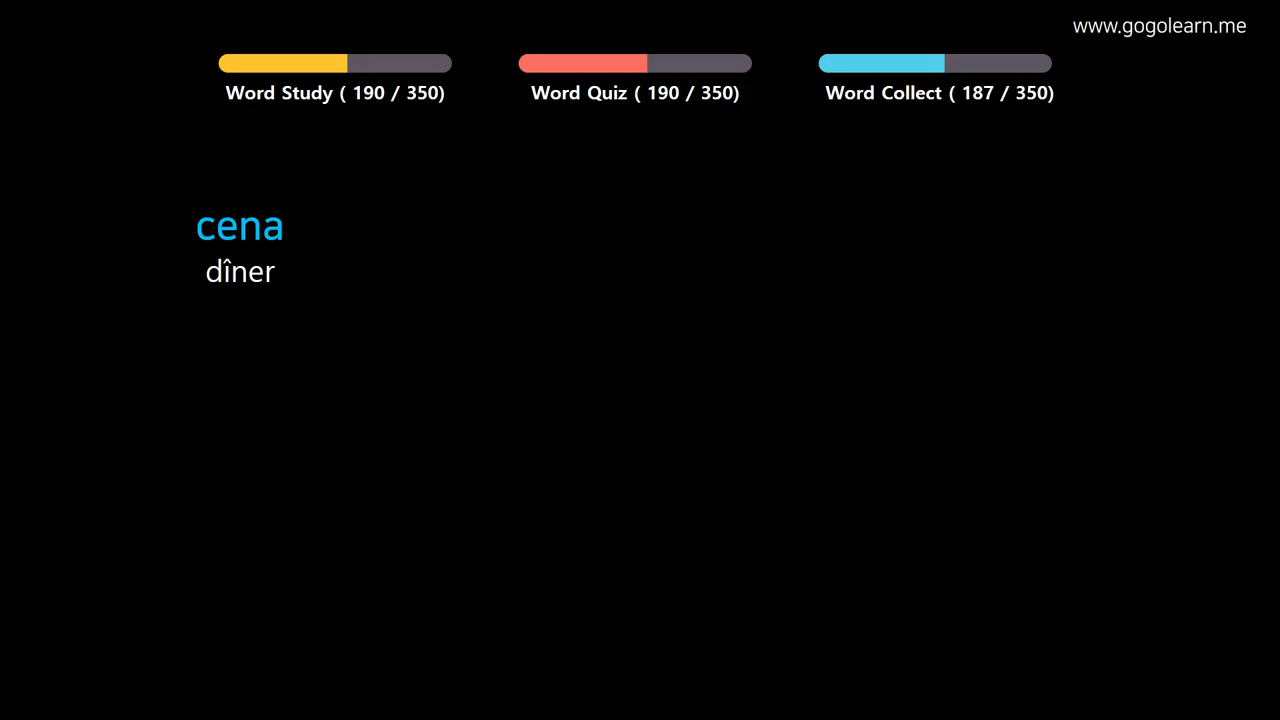 www.gogolearn.me
Word Study ( 190 / 350)
Word Quiz ( 190 / 350)
Word Collect ( 187 / 350)
cena
dîner